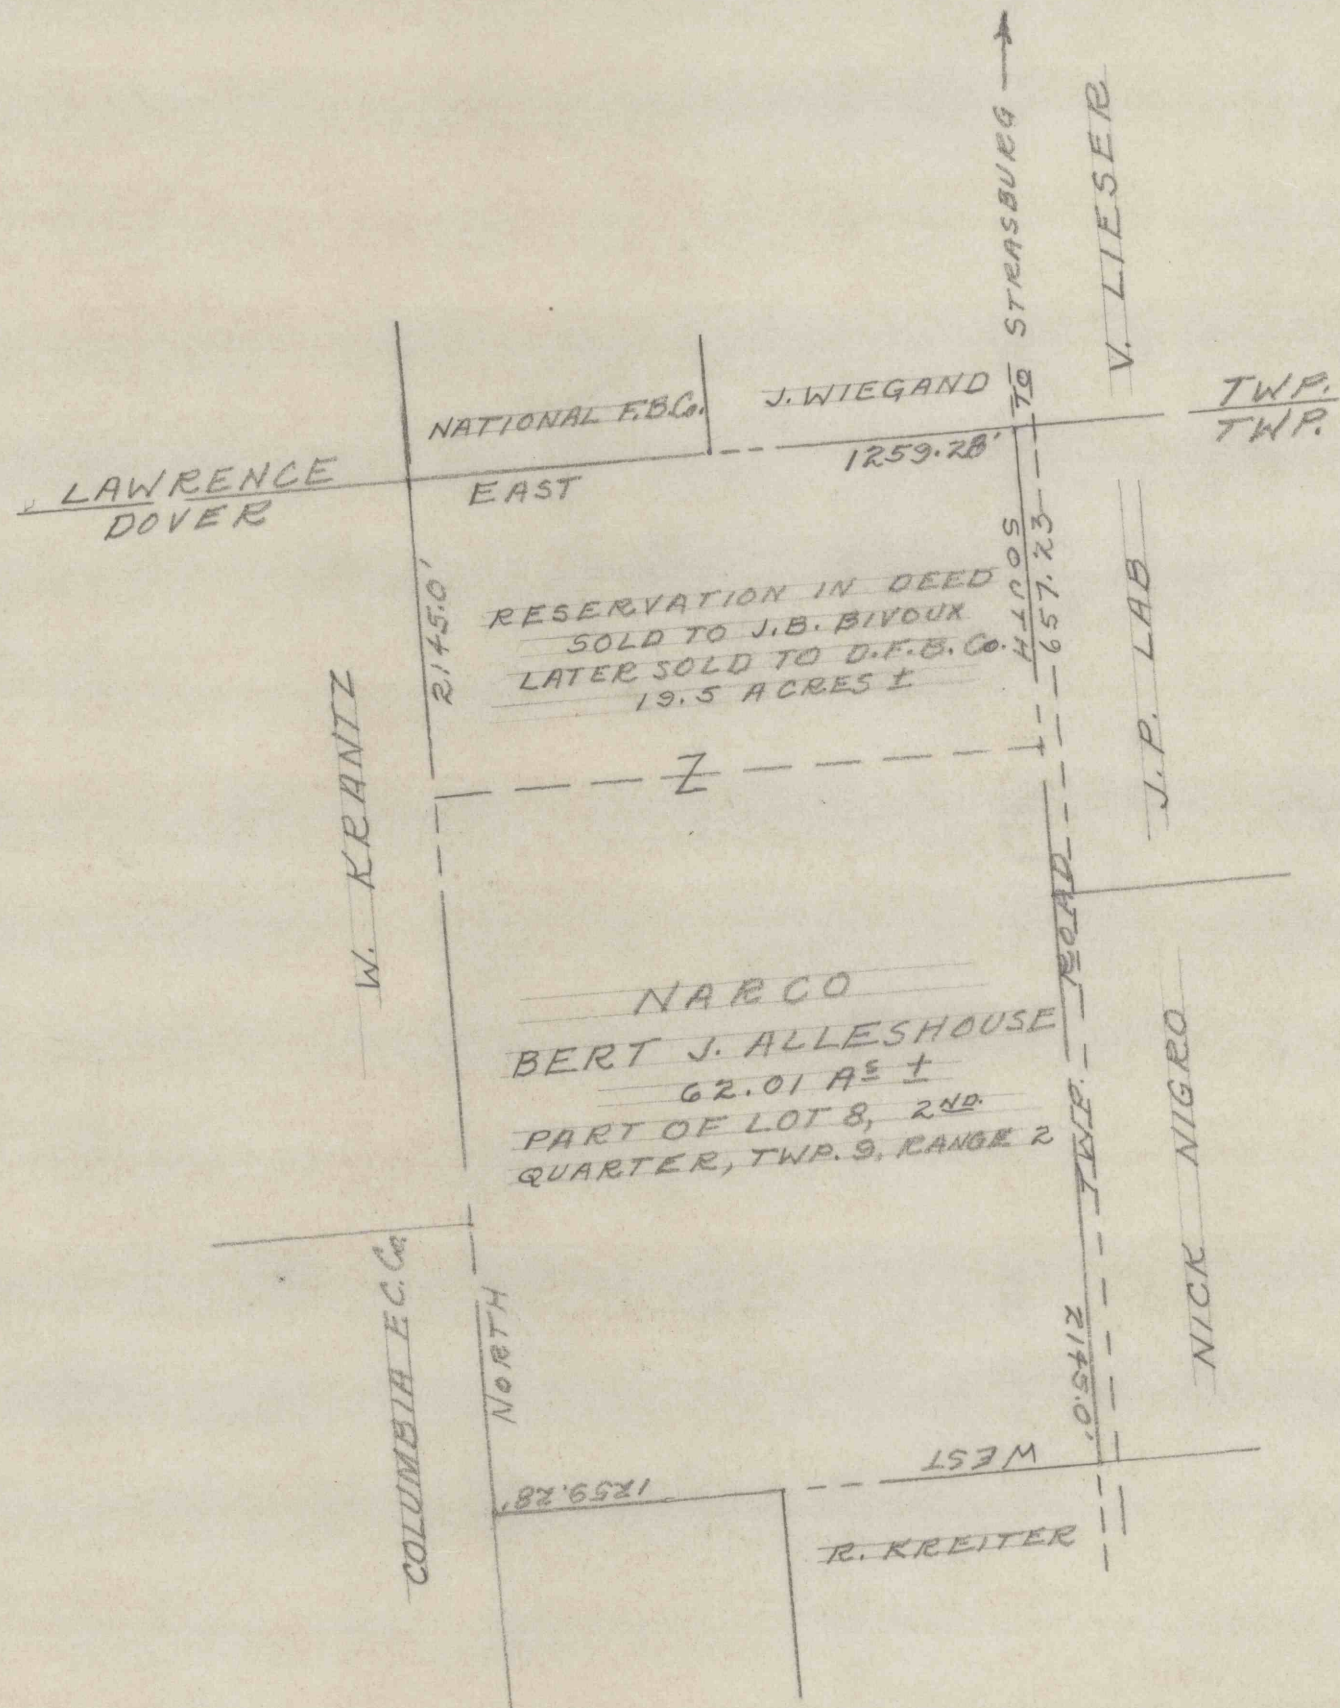 TO STRASBURG
V. LIESER
NATIONAL F.B.Co.
J. WIEGAND
TWP.
TWP.
LAWRENCE
DOVER
EAST
1259.28'
2145.0'
SOUTH
657.23
RESERVATION IN DEED
SOLD TO J.B. BIVOUX
LATER SOLD TO D.F.B. Co.
19.5 ACRES ±
J.P. LAB
W. KRANTZ
Z
TWP. ROAD
NARCO
BERT J. ALLESHOUSE
62.01 AS ±
PART OF LOT 8, 2ND.
QUARTER, TWP. 9, RANGE 2
NICK NIGRO
COLUMBIA F.C. Co.
NORTH
2145.0'
WEST
1259.28'
R. KREITER